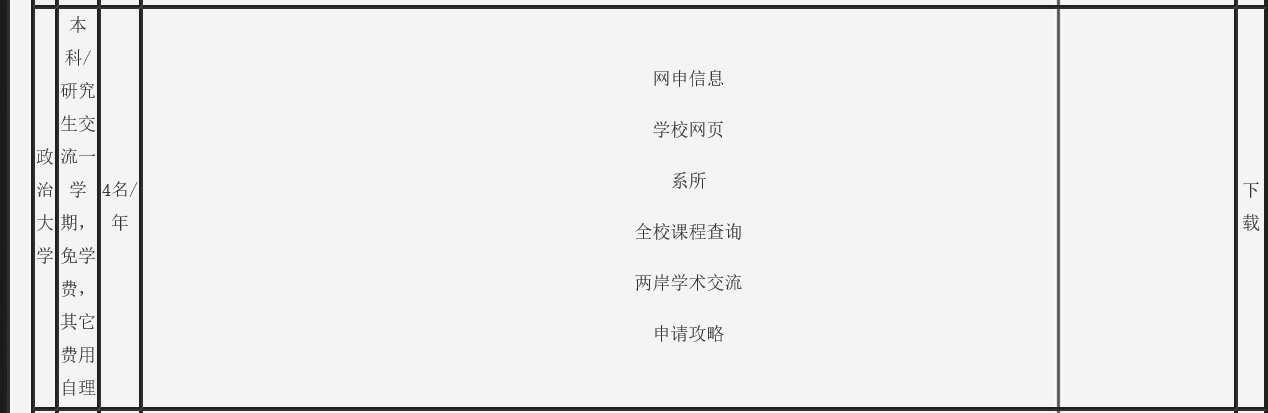 政
治
大
学
本
科/
研究
生交
流一
学
期，
免学
费，
其它
费用
自理
4名/
年
网申信息
学校网页
系所
全校课程查询
两岸学术交流
申请攻略
下
载